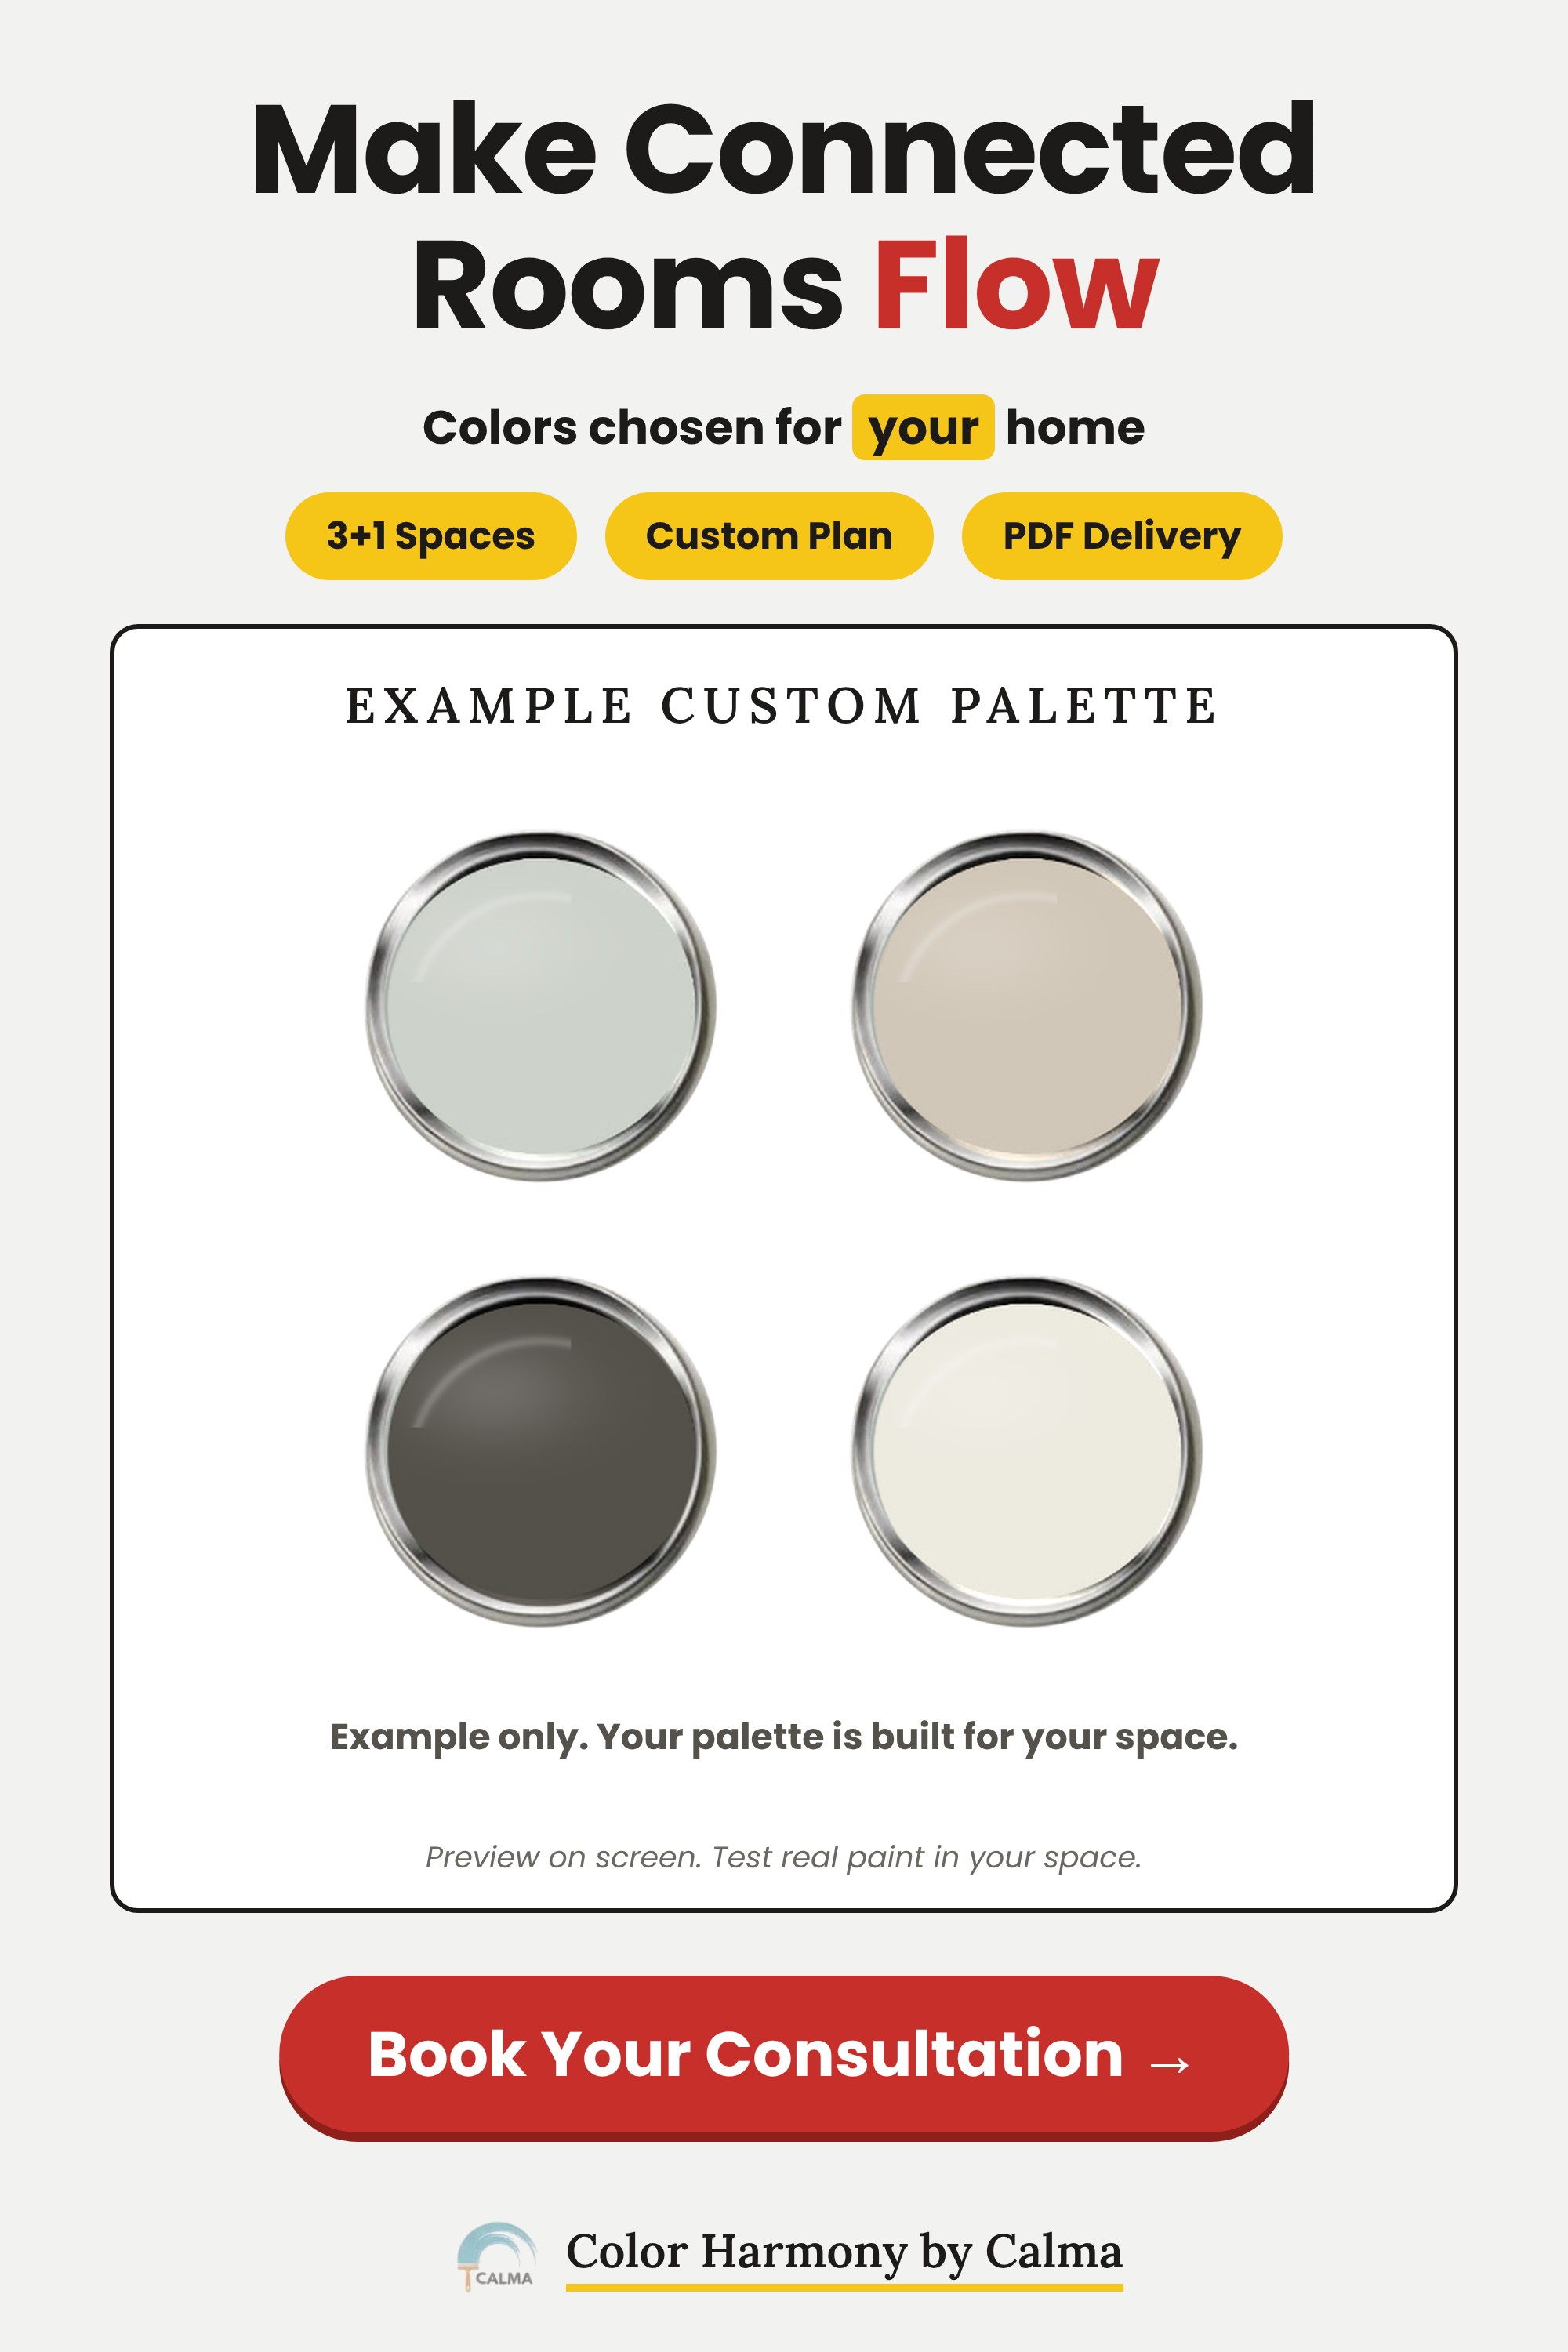 Make Connected
Rooms Flow
Colors chosen for your home
3+1 Spaces
Custom Plan
PDF Delivery
EXAMPLE CUSTOM PALETTE
Example only. Your palette is built for your space.
Preview on screen. Test real paint in your space.
Book Your Consultation →
CALMA
Color Harmony by Calma